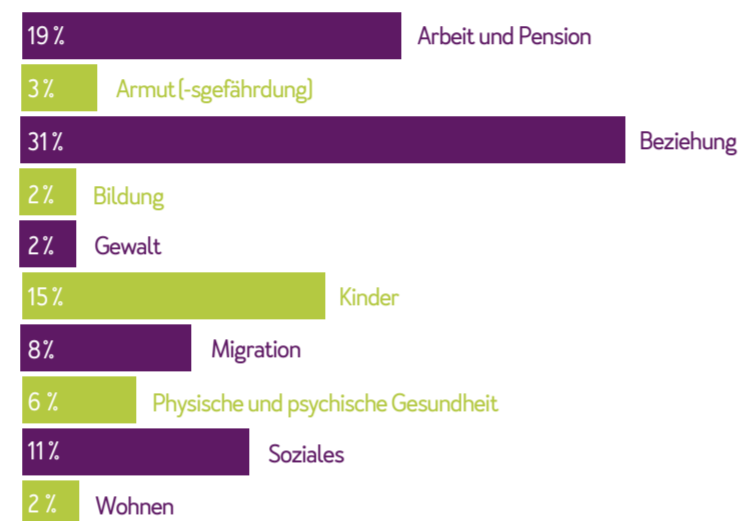 19 % Arbeit und Pension
3 % Armut (-sgefährdung)
31 % Beziehung
2 % Bildung
2 % Gewalt
15 % Kinder
8 % Migration
6 % Physische und psychische Gesundheit
11 % Soziales
2 % Wohnen